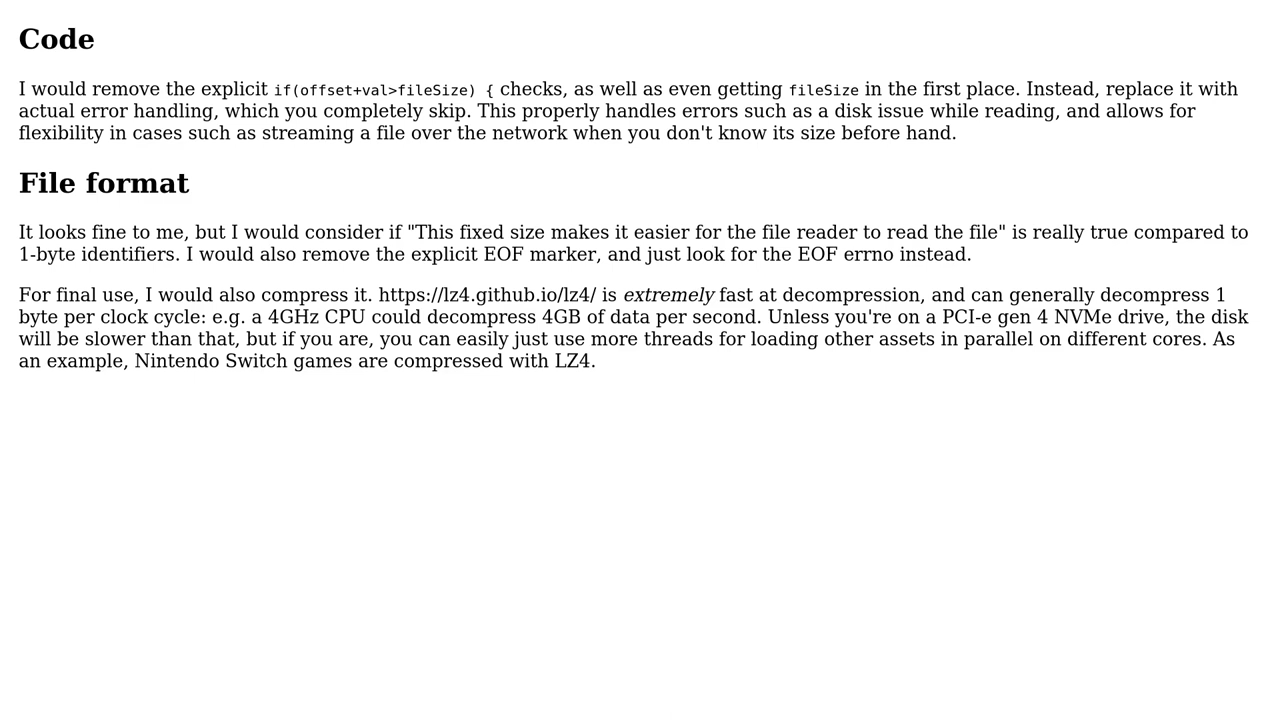 Code
I would remove the explicit if(offset+val>fileSize) { checks, as well as even getting fileSize in the first place. Instead, replace it with
actual error handling, which you completely skip. This properly handles errors such as a disk issue while reading, and allows for
flexibility in cases such as streaming a file over the network when you don't know its size before hand.
File format
It looks fine to me, but I would consider if "This fixed size makes it easier for the file reader to read the file" is really true compared to
1-byte identifiers. I would also remove the explicit EOF marker, and just look for the EOF errno instead.
For final use, I would also compress it. https://lz4.github.io/lz4/ is extremely fast at decompression, and can generally decompress 1
byte per clock cycle: e.g. a 4GHz CPU could decompress 4GB of data per second. Unless you're on a PCI-e gen 4 NVMe drive, the disk
will be slower than that, but if you are, you can easily just use more threads for loading other assets in parallel on different cores. As
an example, Nintendo Switch games are compressed with LZ4.